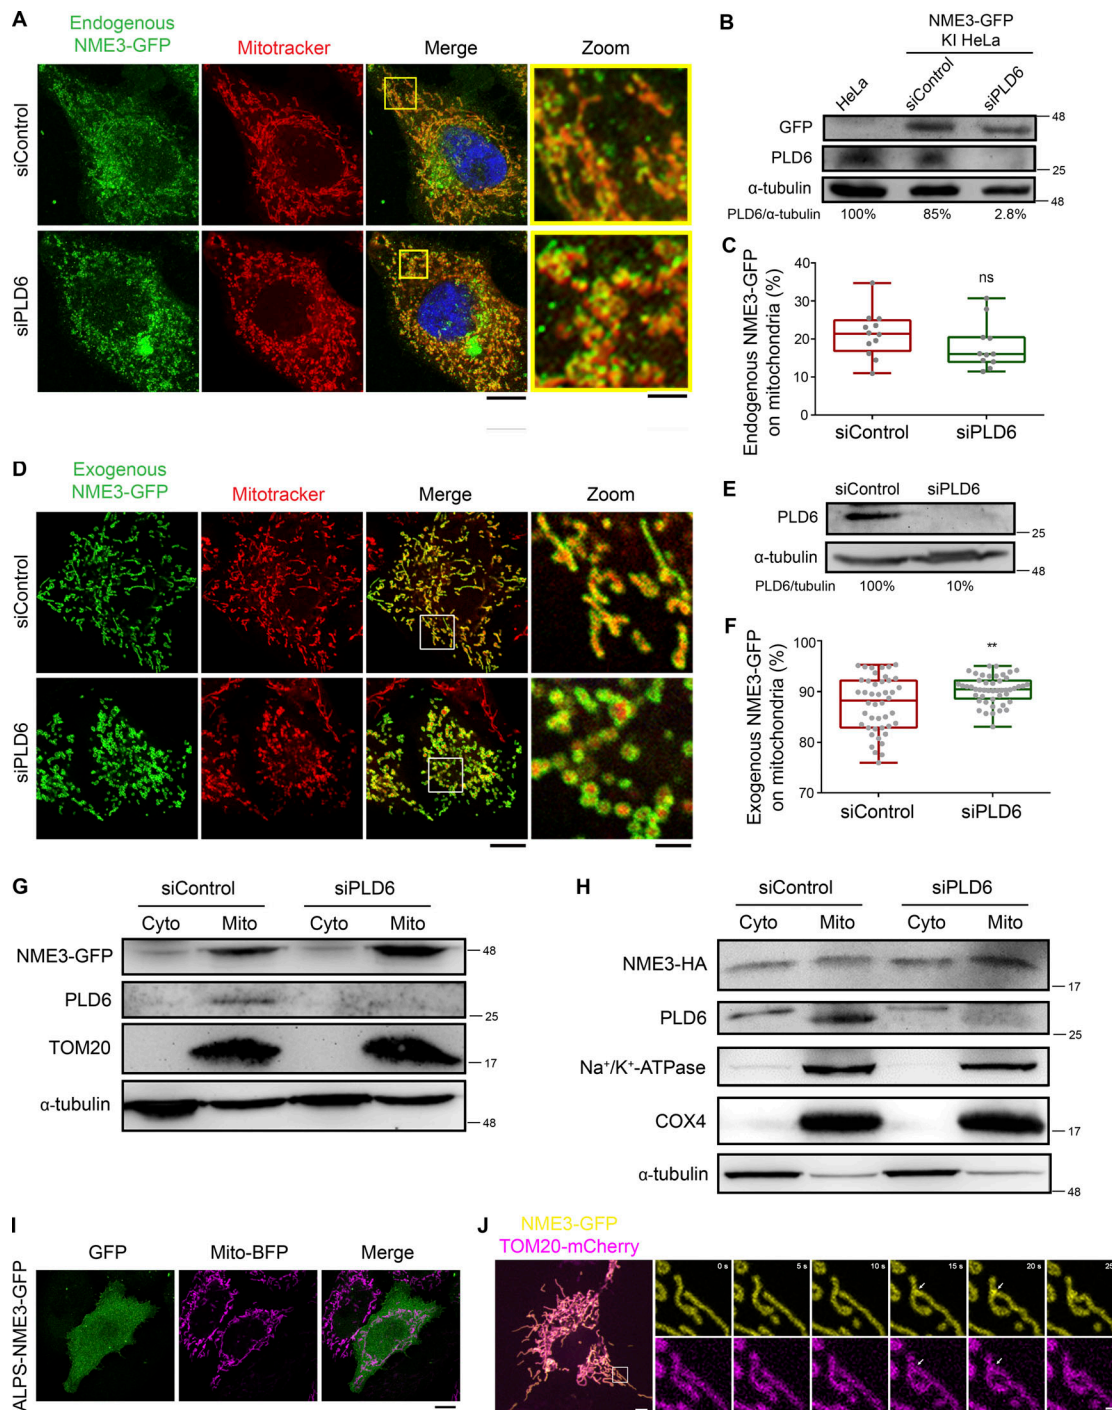 A
Endogenous
NME3-GFP
Mitotracker
Merge
Zoom
siControl
siPLD6
B
NME3-GFP
KI HeLa
HeLa
siControl
siPLD6
GFP
48
PLD6
25
α-tubulin
48
PLD6/α-tubulin 100% 85% 2.8%
C
Endogenous NME3-GFP
on mitochondria (%)
40
30
20
10
0
ns
siControl
siPLD6
D
Exogenous
NME3-GFP
Mitotracker
Merge
Zoom
siControl
siPLD6
E
siControl siPLD6
PLD6
25
α-tubulin
48
PLD6/tubulin 100% 10%
F
Exogenous NME3-GFP
on mitochondria (%)
100
90
80
70
**
siControl
siPLD6
G
siControl siPLD6
Cyto Mito Cyto Mito
NME3-GFP
48
PLD6
25
TOM20
17
α-tubulin
48
H
siControl siPLD6
Cyto Mito Cyto Mito
NME3-HA
17
PLD6
25
Na⁺/K⁺-ATPase
COX4
17
α-tubulin
48
I
GFP Mito-BFP Merge
ALPS-NME3-GFP
J
NME3-GFP
TOM20-mCherry
0 s 5 s 10 s 15 s 20 s